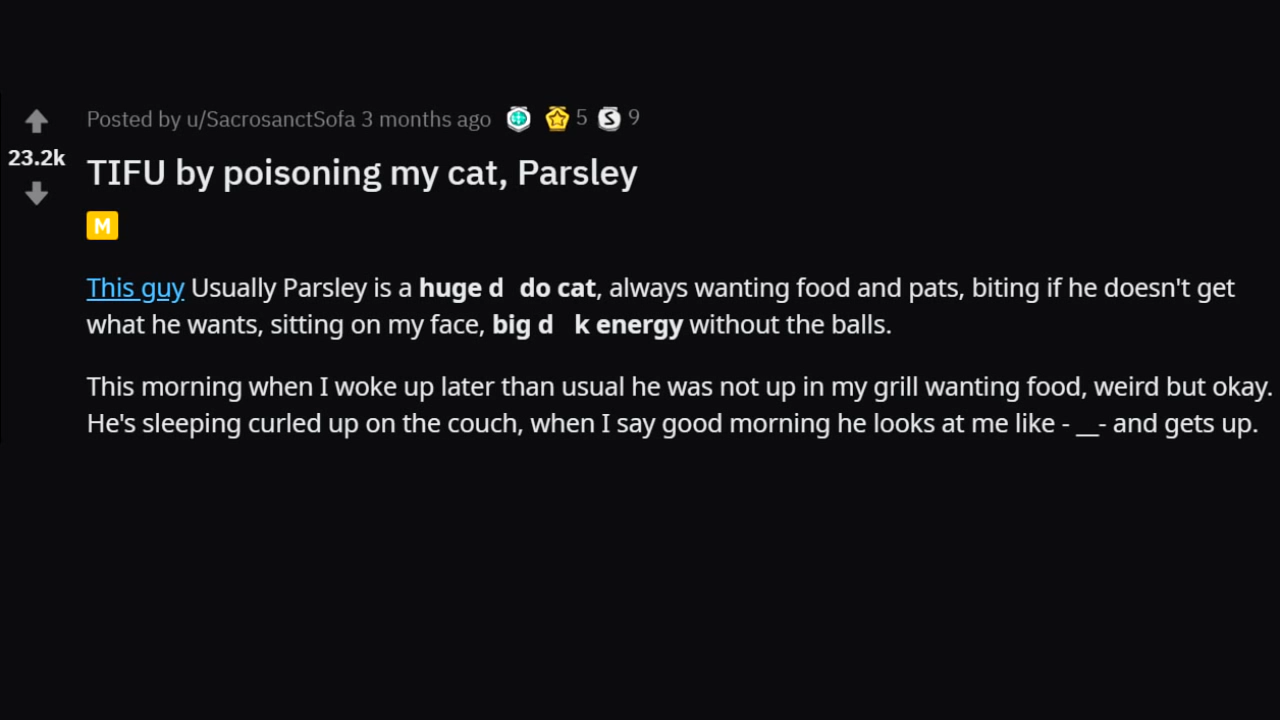 Posted by u/SacrosanctSofa 3 months ago 5 S 9
23.2k
TIFU by poisoning my cat, Parsley
M
This guy Usually Parsley is a huge d do cat, always wanting food and pats, biting if he doesn't get
what he wants, sitting on my face, big d k energy without the balls.
This morning when I woke up later than usual he was not up in my grill wanting food, weird but okay.
He's sleeping curled up on the couch, when I say good morning he looks at me like - __- and gets up.